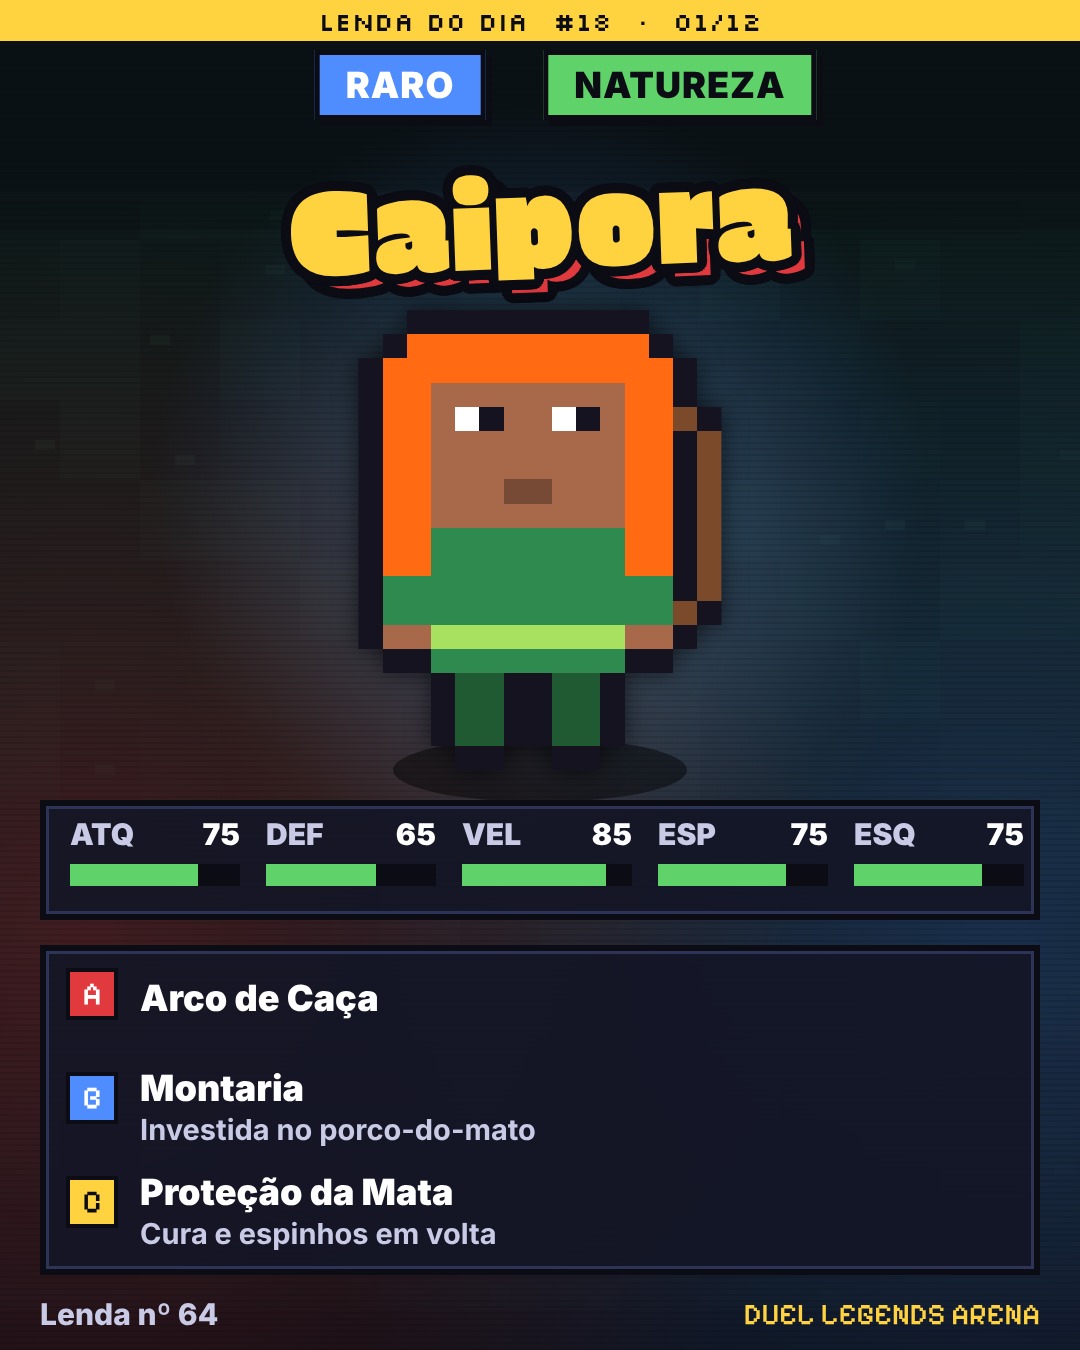 LENDA DO DIA #18 · 01/12
RARO
NATUREZA
Caipora
ATQ 75 DEF 65 VEL 85 ESP 75 ESQ 75
A Arco de Caça
B Montaria
Investida no porco-do-mato
C Proteção da Mata
Cura e espinhos em volta
Lenda nº 64
DUEL LEGENDS ARENA